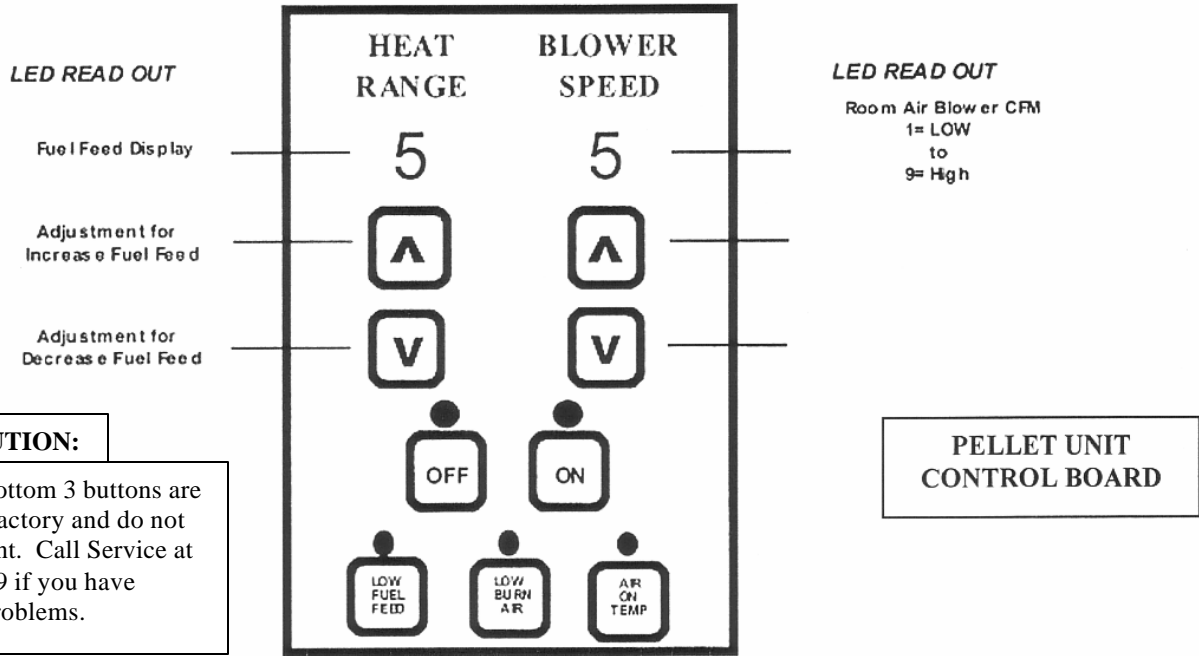 LED READ OUT
Fuel Feed Display
Adjustment for
Increase Fuel Feed
Adjustment for
Decrease Fuel Feed
UTION:
ottom 3 buttons are
actory and do not
nt. Call Service at
9 if you have
roblems.
HEAT
RANGE
BLOWER
SPEED
5
5
^
^
v
v
OFF
ON
LOW
FUEL
FEED
LOW
BURN
AIR
AIR
ON
TEMP
LED READ OUT
Room Air Blower CFM
1= LOW
to
9= High
PELLET UNIT
CONTROL BOARD